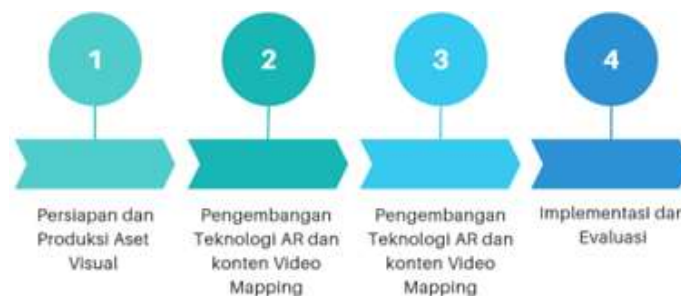 1
2
3
4
Persiapan dan
Produksi Aset
Visual
Pengembangan
Teknologi AR dan
konten Video
Mapping
Pengembangan
Teknologi AR dan
konten Video
Mapping
Implementasi dan
Evaluasi